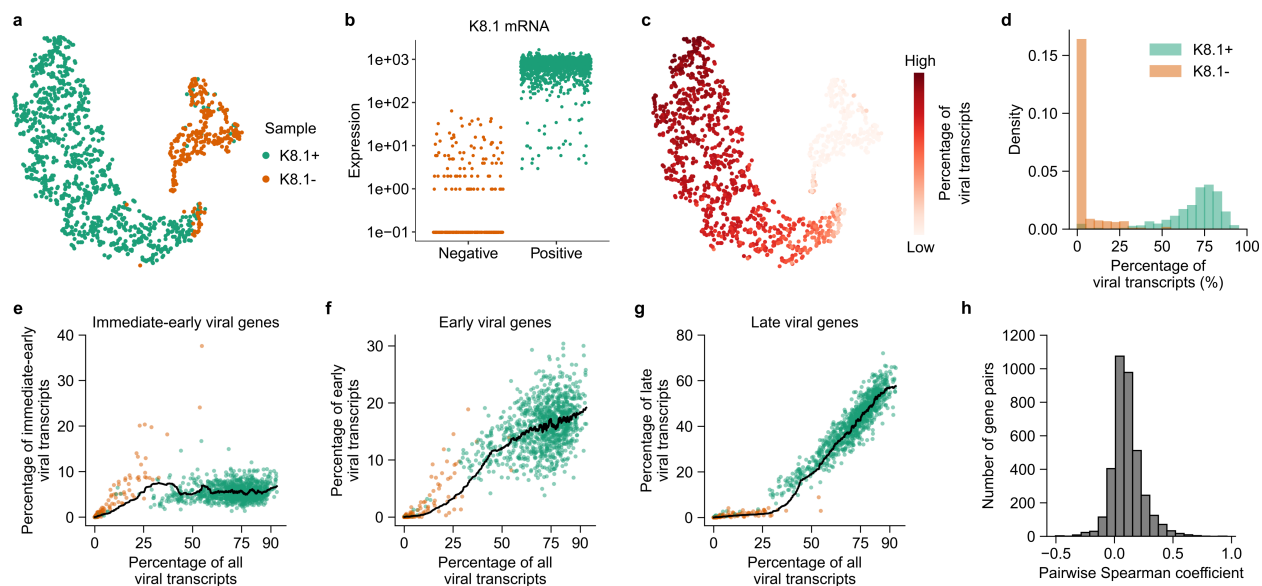 a
Sample
K8.1+
K8.1-
b
K8.1 mRNA
Expression
1e+03
1e+02
1e+01
1e+00
1e−01
Negative
Positive
c
High
Percentage of
viral transcripts
Low
d
Density
0.15
0.10
0.05
0.00
K8.1+
K8.1-
0
25
50
75
100
Percentage of
viral transcripts (%)
e
Immediate-early viral genes
Percentage of immediate-early
viral transcripts
40
30
20
10
0
0
25
50
75
90
Percentage of all
viral transcripts
f
Early viral genes
Percentage of early
viral transcripts
30
20
10
0
0
25
50
75
90
Percentage of all
viral transcripts
g
Late viral genes
Percentage of late
viral transcripts
80
60
40
20
0
0
25
50
75
90
Percentage of all
viral transcripts
h
Number of gene pairs
1200
1000
800
600
400
200
0
−0.5
0.0
0.5
1.0
Pairwise Spearman coefficient